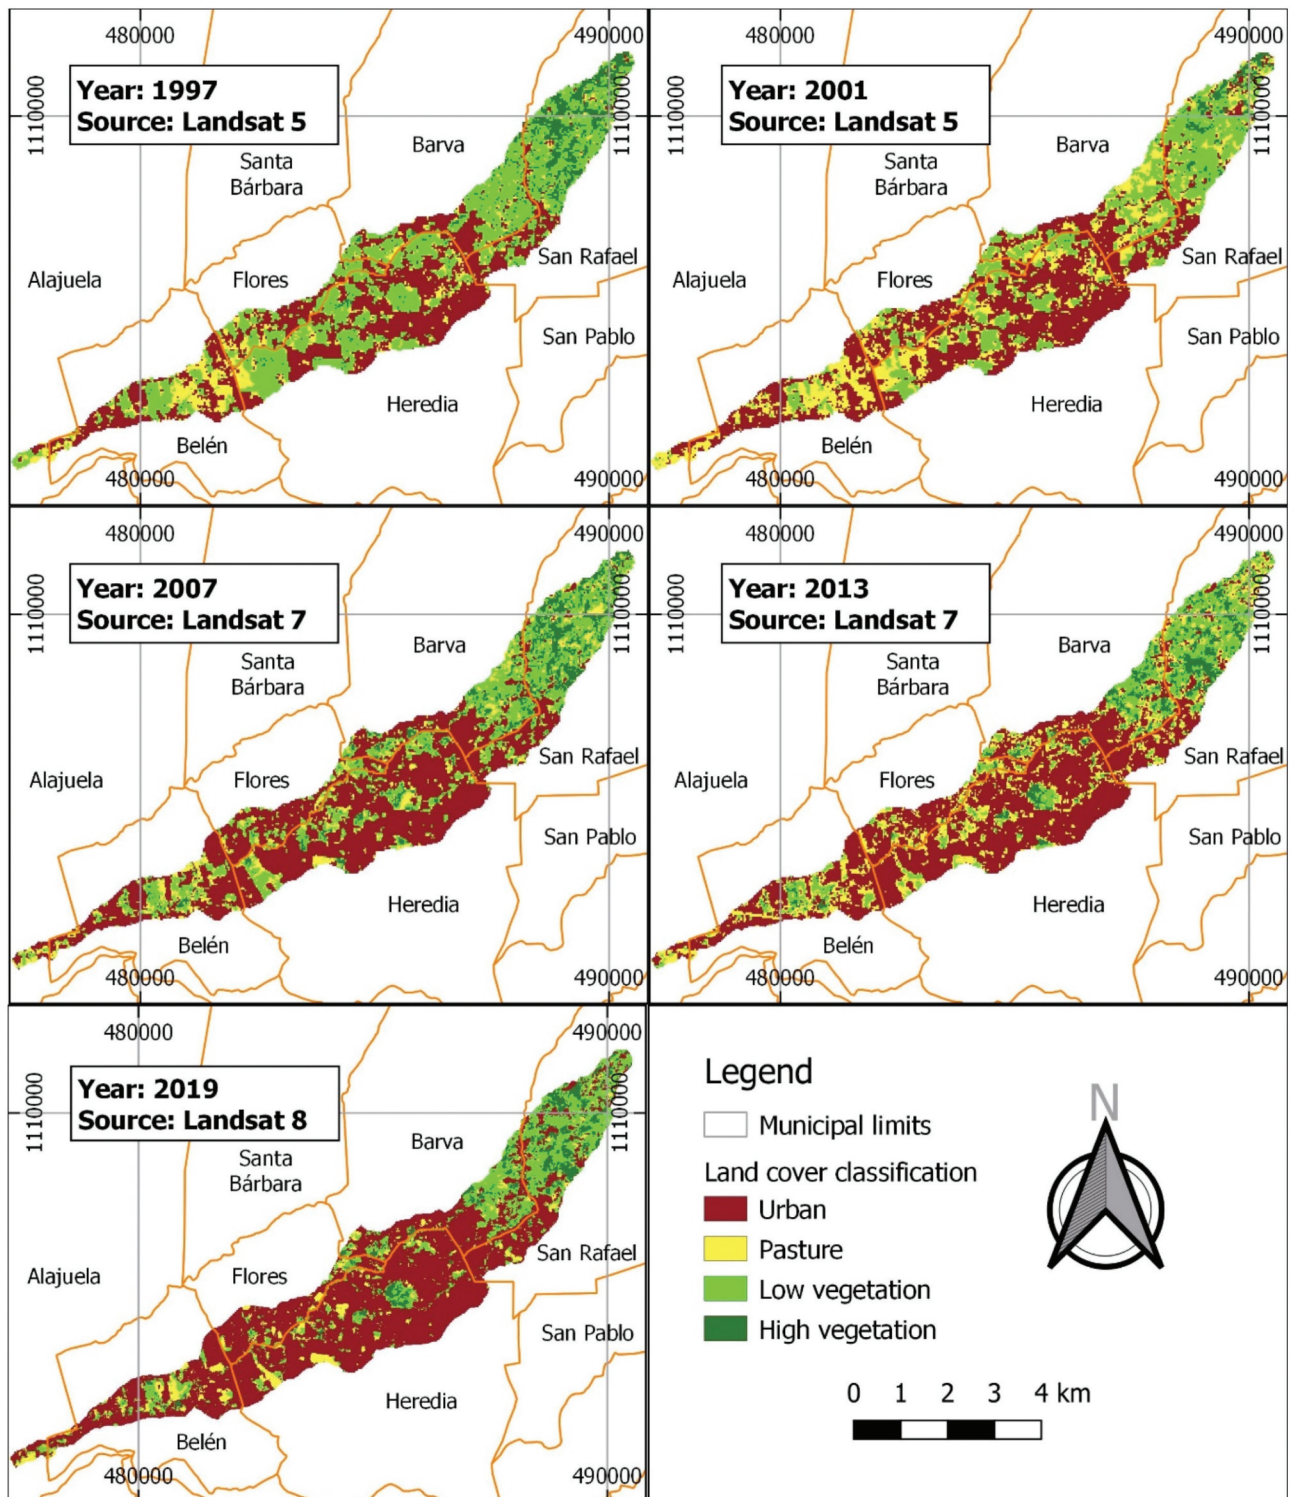 480000
490000
Year: 1997
Source: Landsat 5
1110000
1110000
Barva
Santa
Bárbara
San Rafael
Alajuela
Flores
San Pablo
Heredia
Belén
480000
490000
480000
490000
Year: 2001
Source: Landsat 5
1110000
1110000
Barva
Santa
Bárbara
San Rafael
Alajuela
Flores
San Pablo
Heredia
Belén
480000
490000
480000
490000
Year: 2007
Source: Landsat 7
1110000
1110000
Barva
Santa
Bárbara
San Rafael
Alajuela
Flores
San Pablo
Heredia
Belén
480000
490000
480000
490000
Year: 2013
Source: Landsat 7
1110000
1110000
Barva
Santa
Bárbara
San Rafael
Alajuela
Flores
San Pablo
Heredia
Belén
480000
490000
480000
490000
Year: 2019
Source: Landsat 8
1110000
1110000
Barva
Santa
Bárbara
San Rafael
Alajuela
Flores
San Pablo
Heredia
Belén
480000
490000
Legend
Municipal limits
Land cover classification
Urban
Pasture
Low vegetation
High vegetation
N
0 1 2 3 4 km